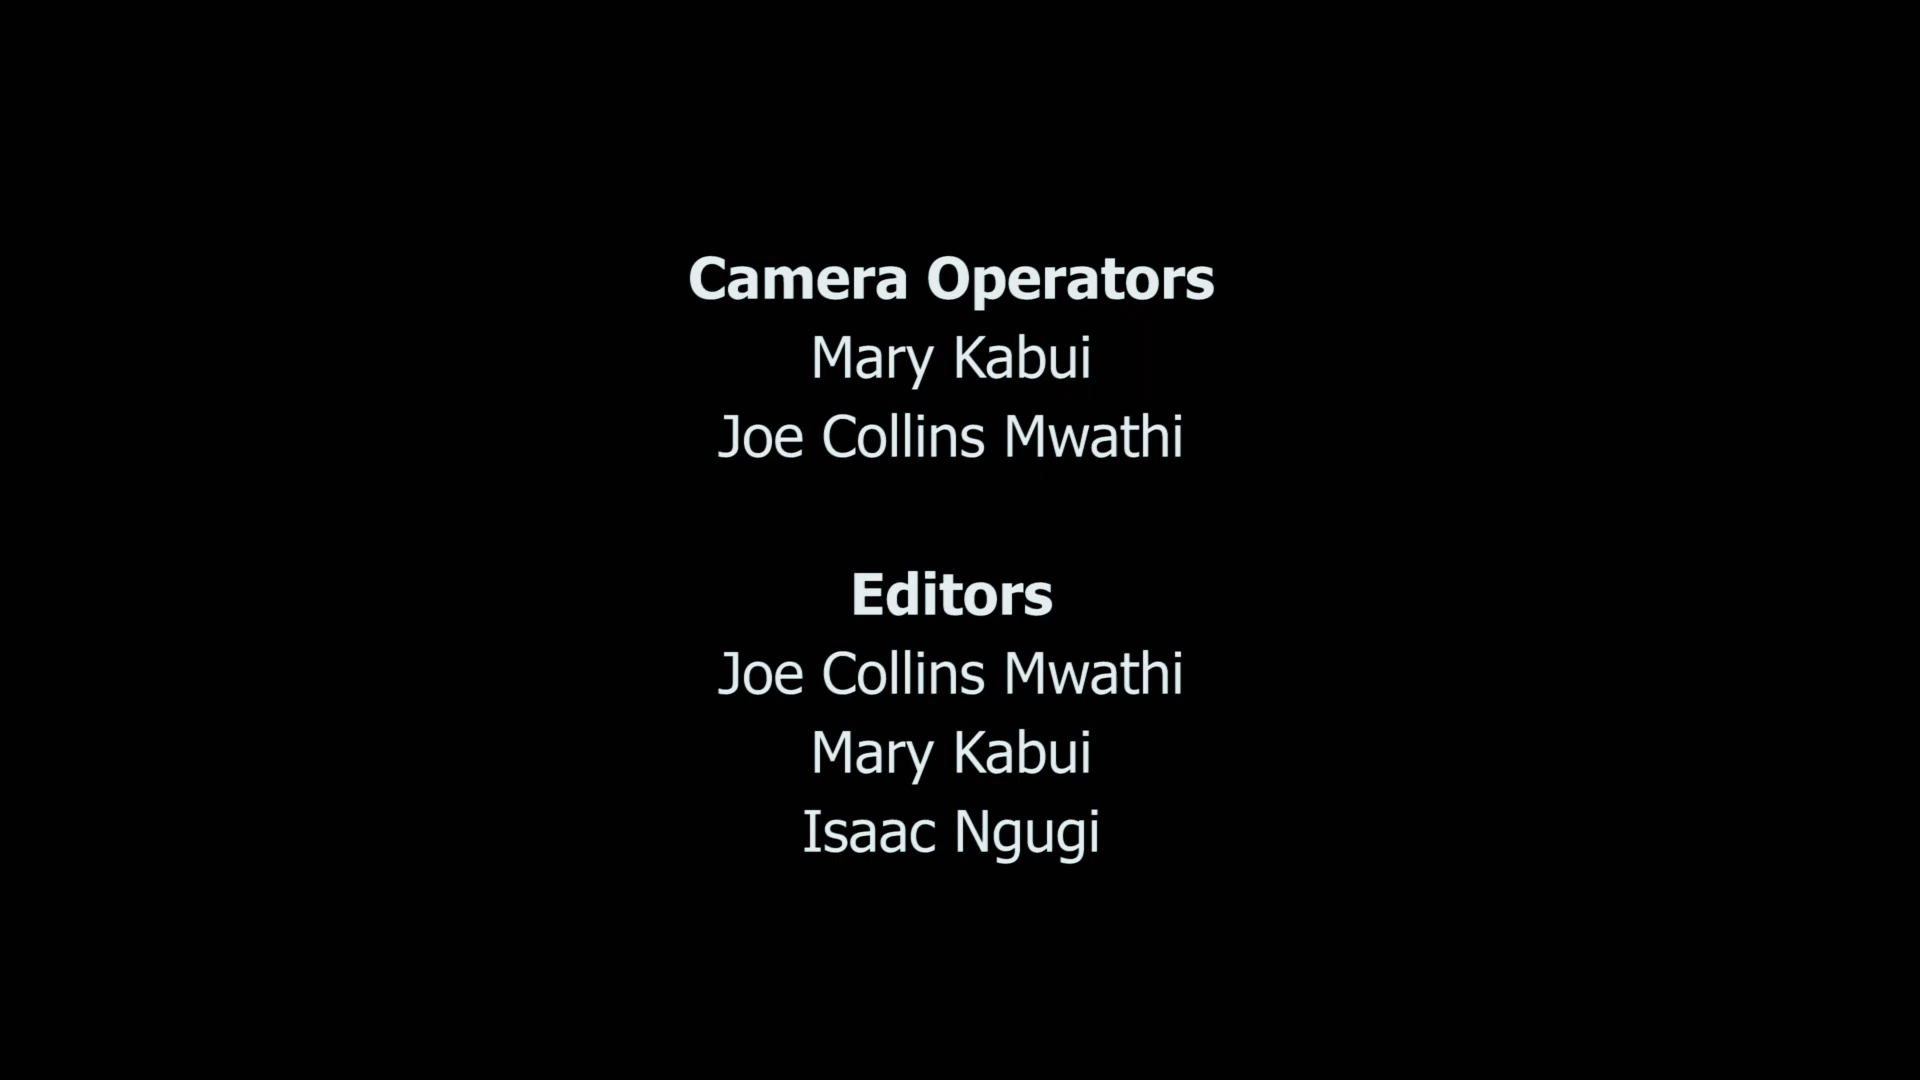 Camera Operators
Mary Kabui
Joe Collins Mwathi
Editors
Joe Collins Mwathi
Mary Kabui
Isaac Ngugi